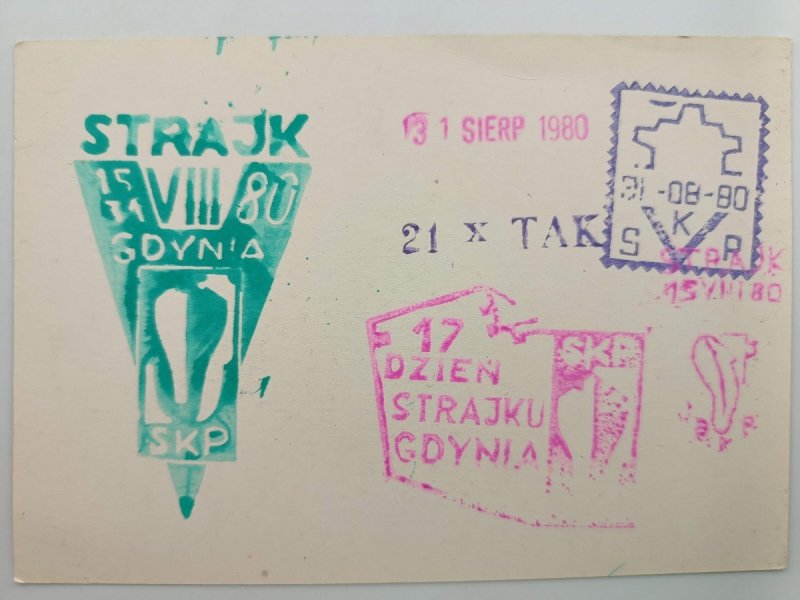 STRAJK
15
31 VIII 80
GDYNIA
SKP
31 SIERP 1980
21 x TAK
31-08-80
K
S P
STRAJK
15 VIII 80
17
DZIEŃ
STRAJKU
GDYNIA
SKP